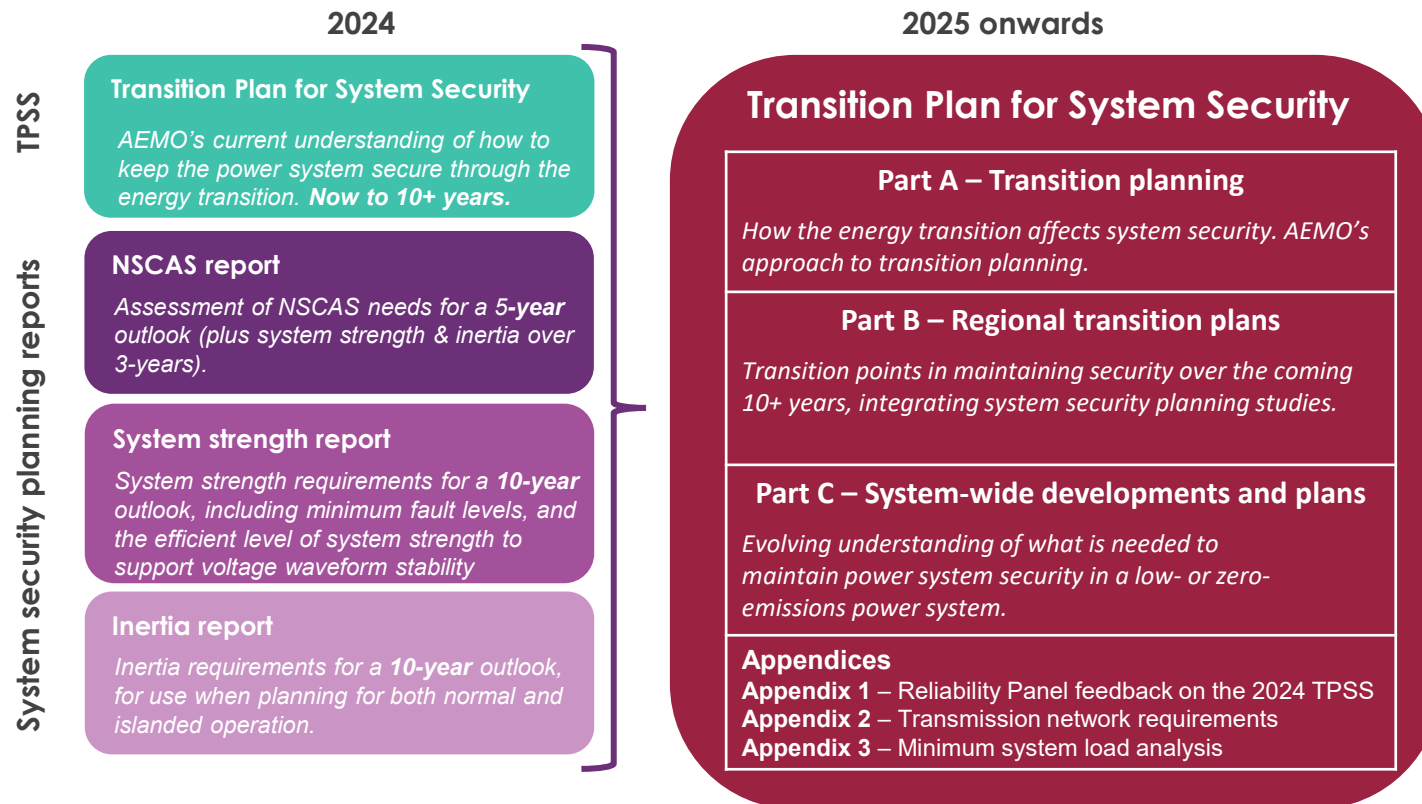 2024
2025 onwards
TPSS
Transition Plan for System Security
AEMO’s current understanding of how to
keep the power system secure through the
energy transition. Now to 10+ years.
System security planning reports
NSCAS report
Assessment of NSCAS needs for a 5-year
outlook (plus system strength & inertia over
3-years).
System strength report
System strength requirements for a 10-year
outlook, including minimum fault levels, and
the efficient level of system strength to
support voltage waveform stability
Inertia report
Inertia requirements for a 10-year outlook,
for use when planning for both normal and
islanded operation.
Transition Plan for System Security
Part A – Transition planning
How the energy transition affects system security. AEMO’s
approach to transition planning.
Part B – Regional transition plans
Transition points in maintaining security over the coming
10+ years, integrating system security planning studies.
Part C – System-wide developments and plans
Evolving understanding of what is needed to
maintain power system security in a low- or zero-
emissions power system.
Appendices
Appendix 1 – Reliability Panel feedback on the 2024 TPSS
Appendix 2 – Transmission network requirements
Appendix 3 – Minimum system load analysis